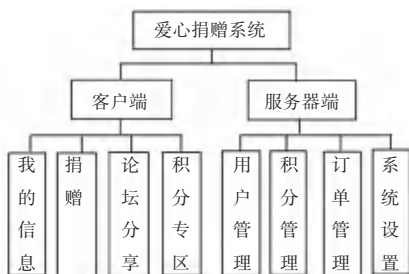 爱心捐赠系统
客户端
服务器端
我的信息
捐赠
论坛分享
积分专区
用户管理
积分管理
订单管理
系统设置